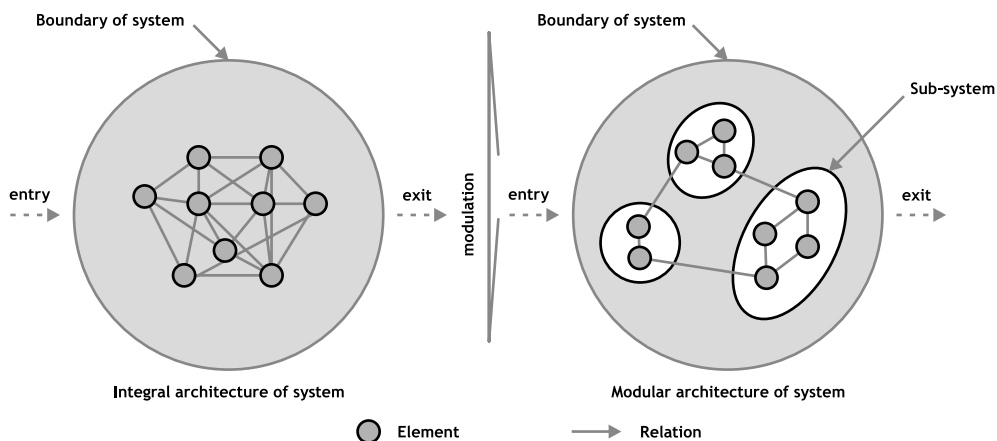 Boundary of system
Boundary of system
Sub-system
entry
exit
modulation
entry
exit
Integral architecture of system
Modular architecture of system
Element
Relation